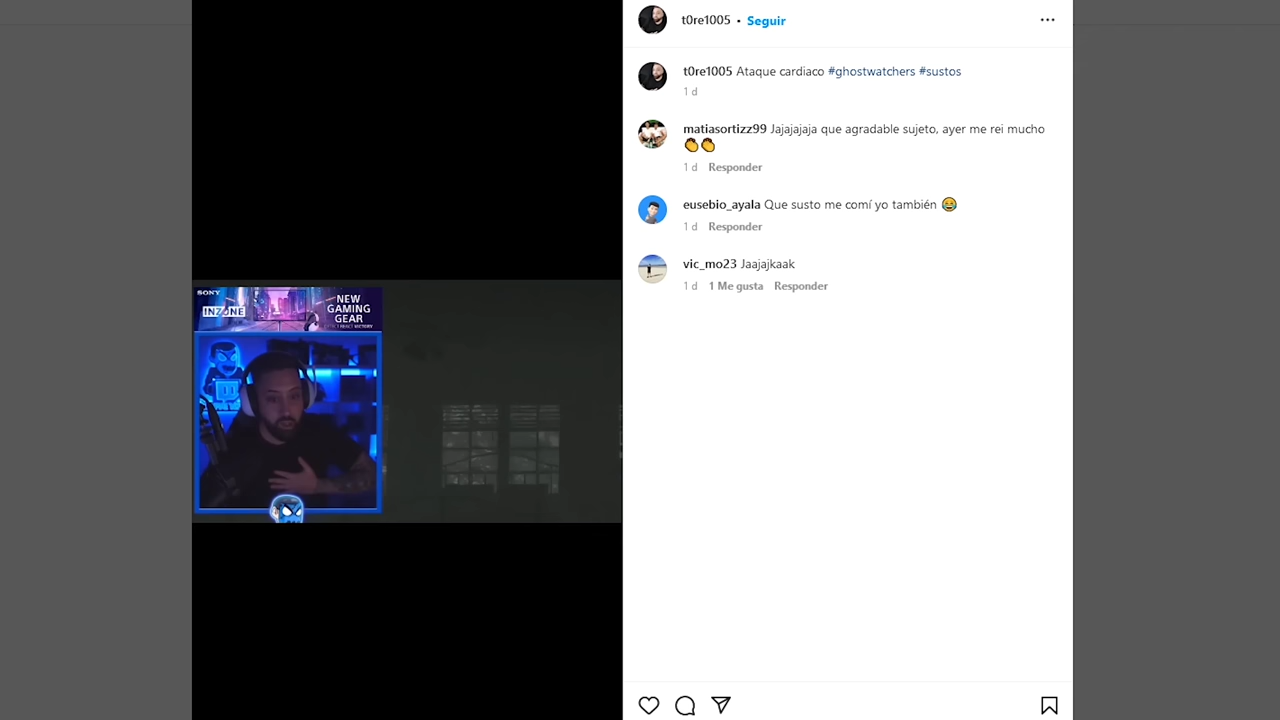 t0re1005 • Seguir
t0re1005 Ataque cardiaco #ghostwatchers #sustos
1 d
matiasortizz99 Jajajajaja que agradable sujeto, ayer me rei mucho
👏👏
1 d Responder
eusebio_ayala Que susto me comí yo también 😂
1 d Responder
vic_mo23 Jaajajkaak
1 d 1 Me gusta Responder
SONY
INZONE
NEW
GAMING
GEAR